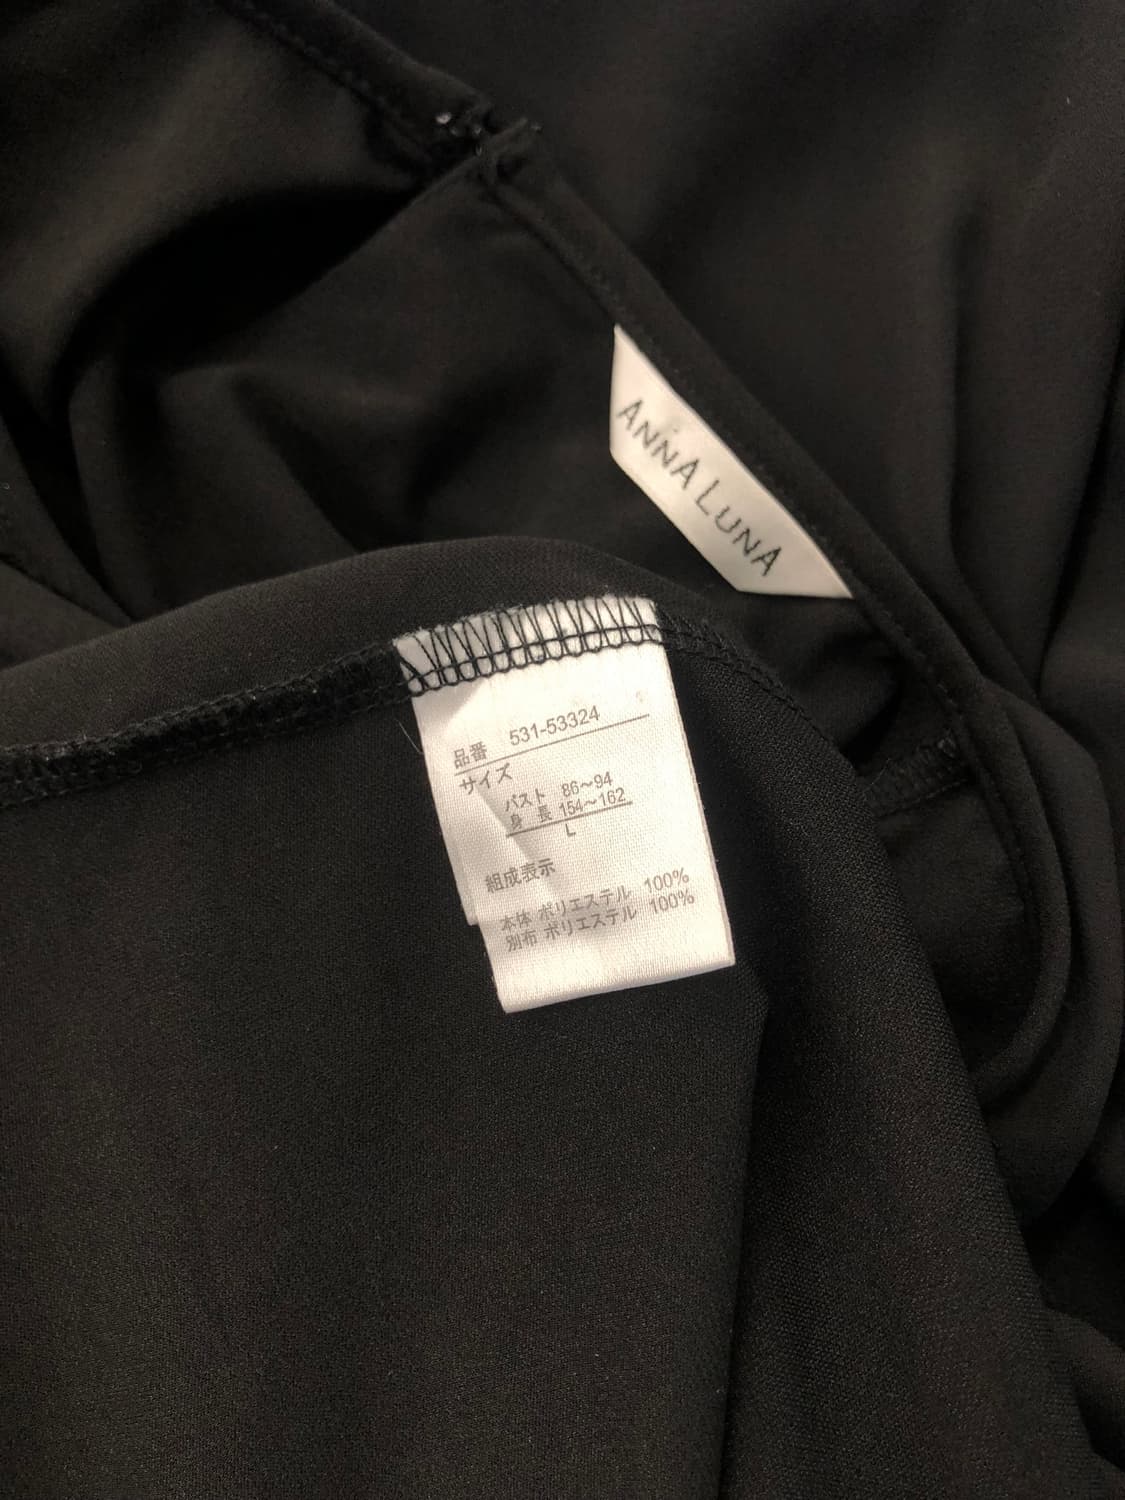 ANNA LUNA
品番 531-53324
サイズ
バスト 86~94
身長 154~162
L
組成表示
本体 ポリエステル 100%
別布 ポリエステル 100%